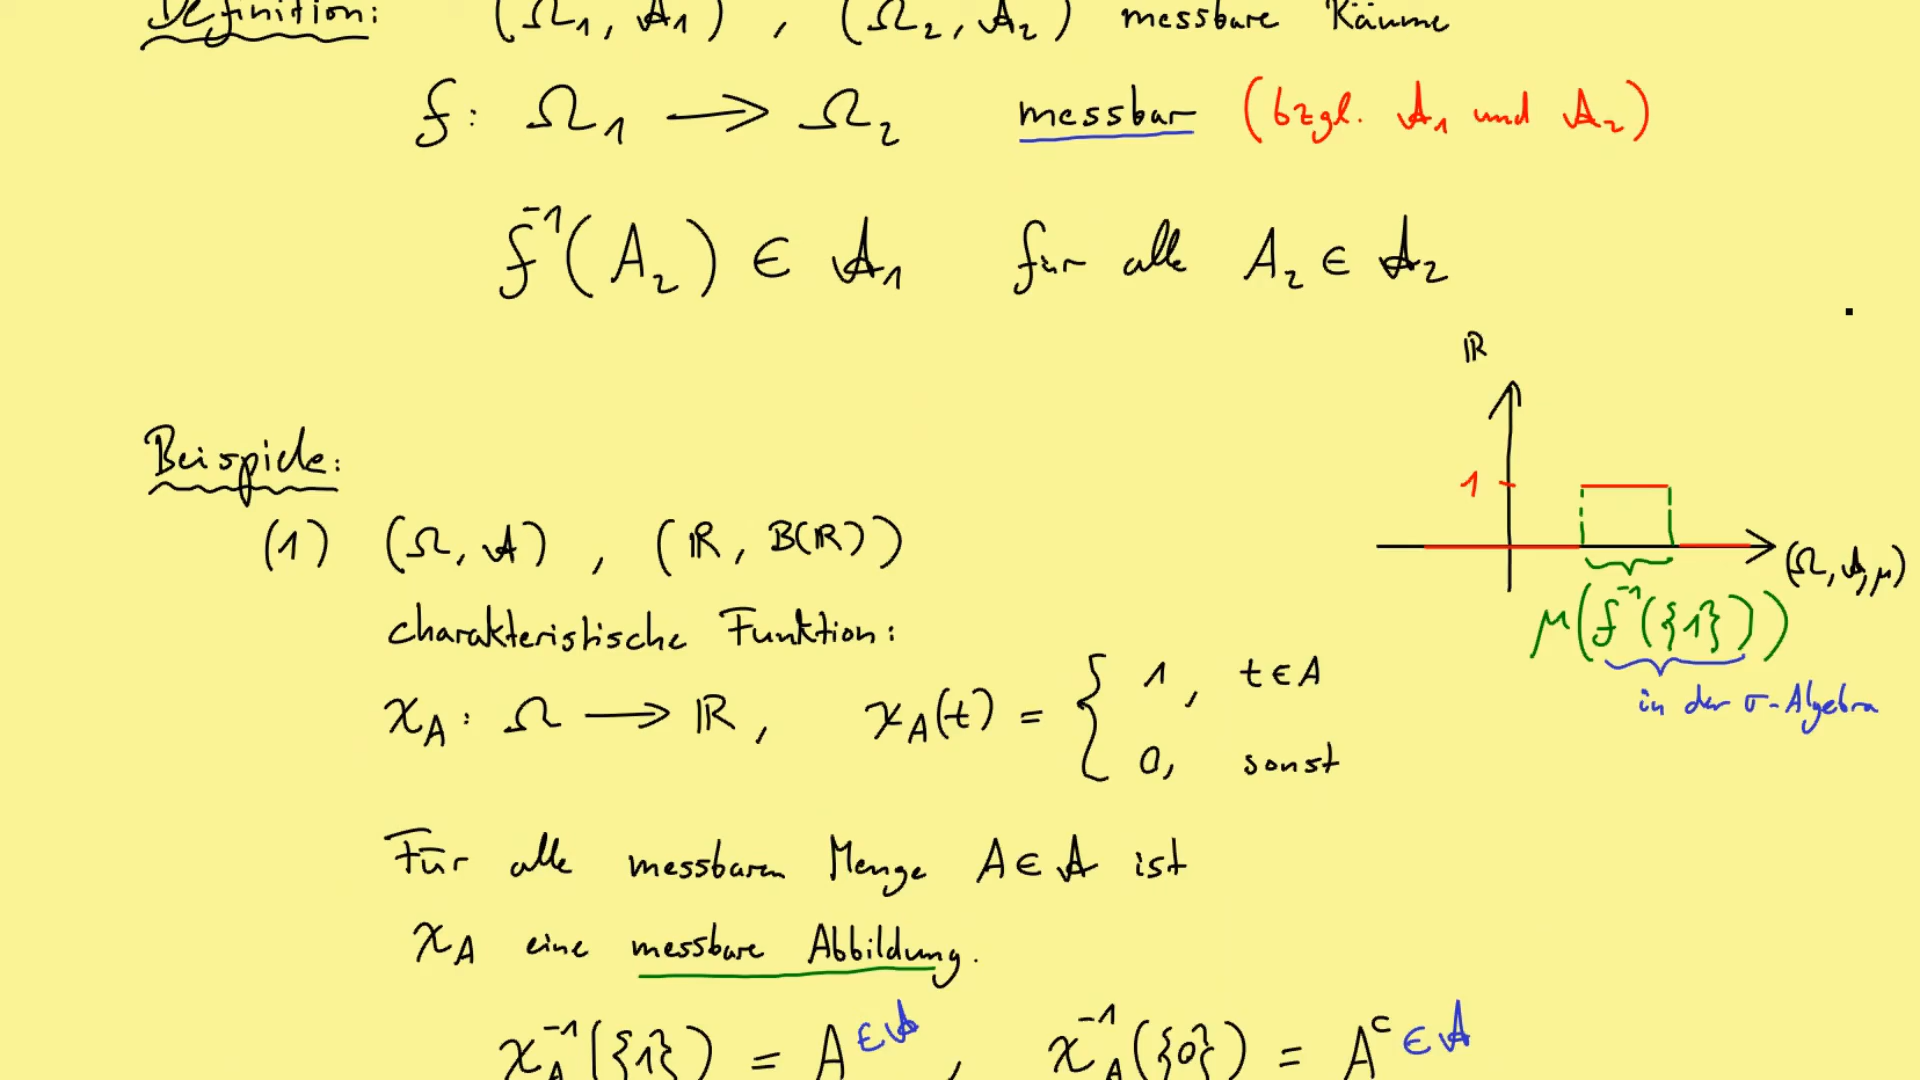 Definition: (Ω₁, 𝒜₁) , (Ω₂, 𝒜₂) messbare Räume
f: Ω₁ ⟶ Ω₂ messbar (bzgl. 𝒜₁ und 𝒜₂)
f⁻¹(A₂) ∈ 𝒜₁ für alle A₂ ∈ 𝒜₂
ℝ
1
(Ω, 𝒜, μ)
μ(f⁻¹({1}))
in der σ-Algebra
Beispiele:
(1) (Ω, 𝒜) , (ℝ, B(ℝ))
charakteristische Funktion:
χ_A : Ω ⟶ ℝ , χ_A(t) = { 1 , t ∈ A
0, sonst
Für alle messbaren Menge A ∈ 𝒜 ist
χ_A eine messbare Abbildung.
χ_A⁻¹({1}) = A ∈ 𝒜 , χ_A⁻¹({0}) = Aᶜ ∈ 𝒜